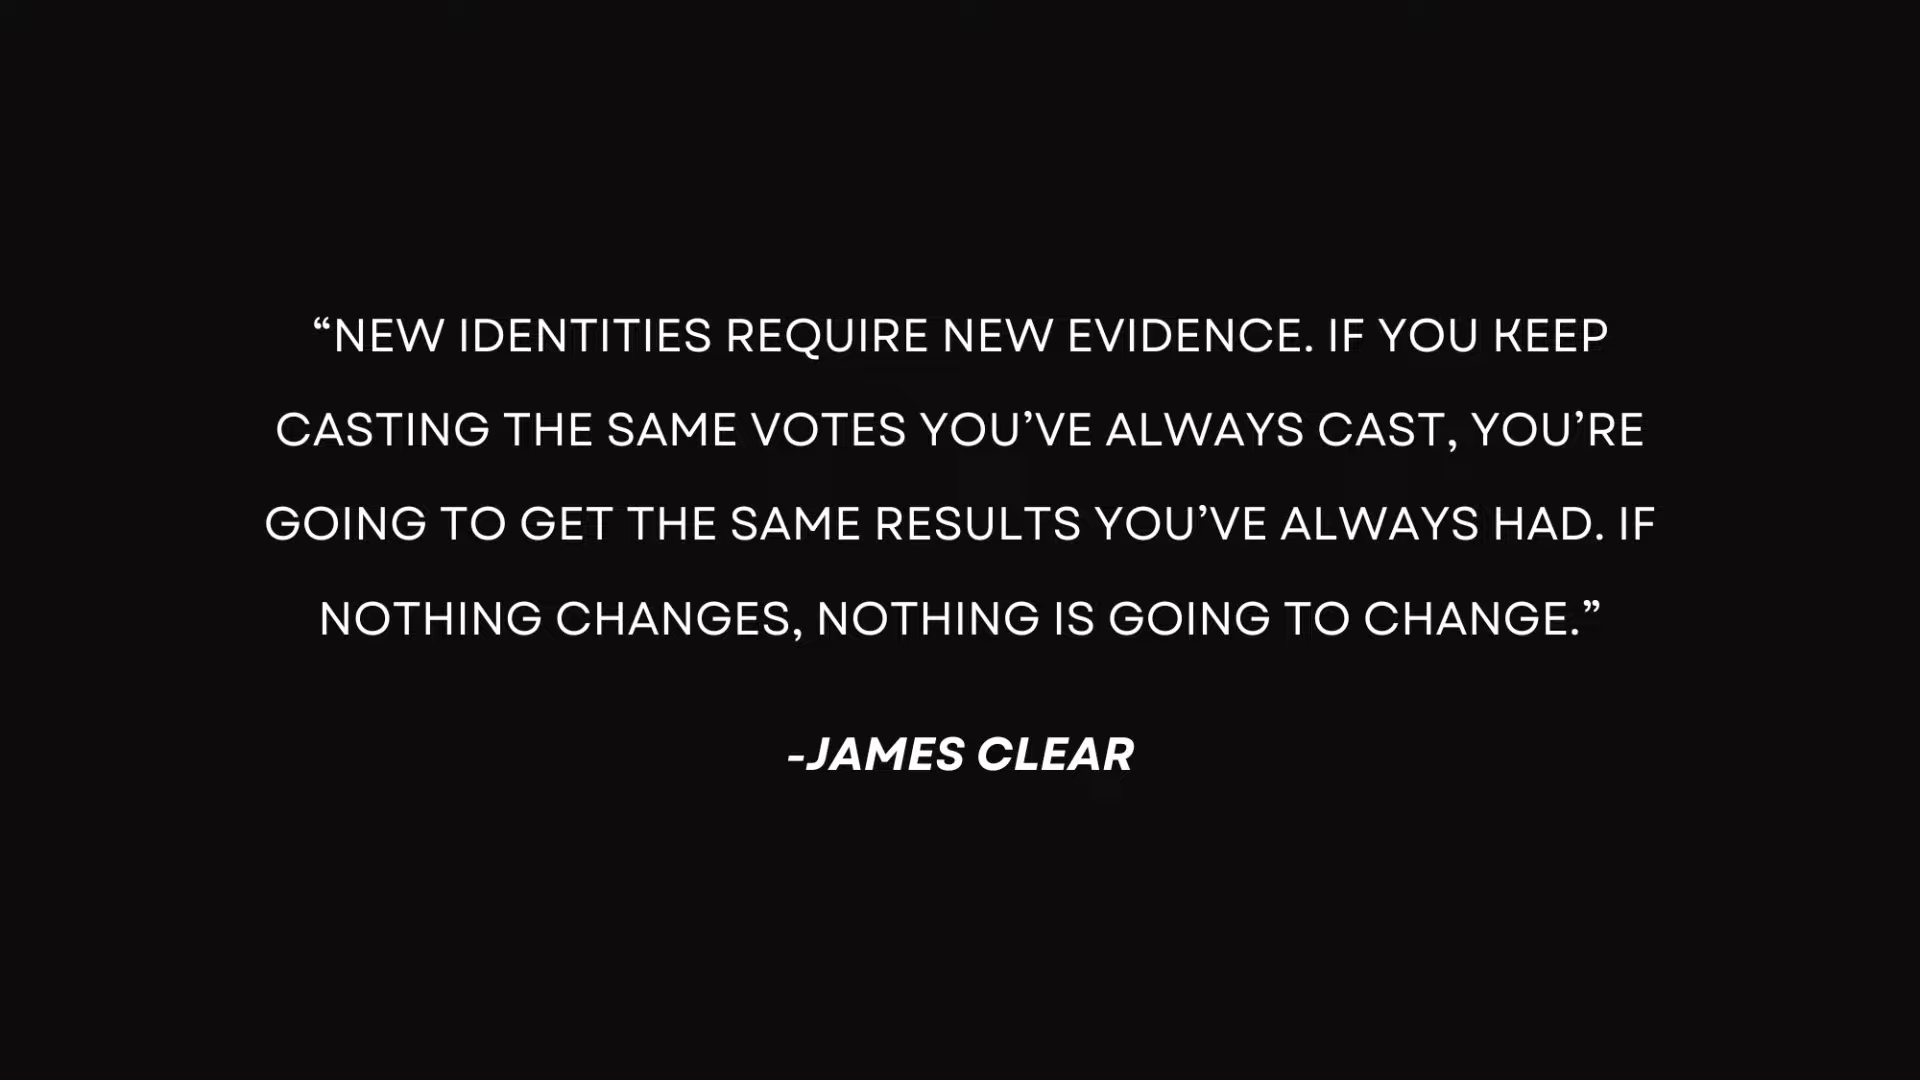 “NEW IDENTITIES REQUIRE NEW EVIDENCE. IF YOU KEEP
CASTING THE SAME VOTES YOU’VE ALWAYS CAST, YOU’RE
GOING TO GET THE SAME RESULTS YOU’VE ALWAYS HAD. IF
NOTHING CHANGES, NOTHING IS GOING TO CHANGE.”
-JAMES CLEAR